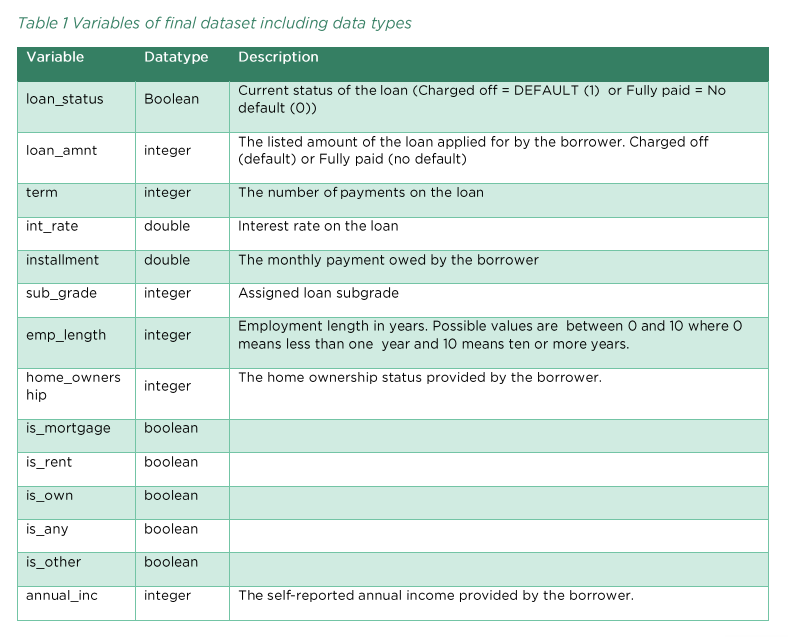 Table 1 Variables of final dataset including data types
Variable Datatype Description
loan_status Boolean Current status of the loan (Charged off = DEFAULT (1) or Fully paid = No
default (0))
loan_amnt integer The listed amount of the loan applied for by the borrower. Charged off
(default) or Fully paid (no default)
term integer The number of payments on the loan
int_rate double Interest rate on the loan
installment double The monthly payment owed by the borrower
sub_grade integer Assigned loan subgrade
emp_length integer Employment length in years. Possible values are between 0 and 10 where 0
means less than one year and 10 means ten or more years.
home_owners
hip integer The home ownership status provided by the borrower.
is_mortgage boolean
is_rent boolean
is_own boolean
is_any boolean
is_other boolean
annual_inc integer The self-reported annual income provided by the borrower.